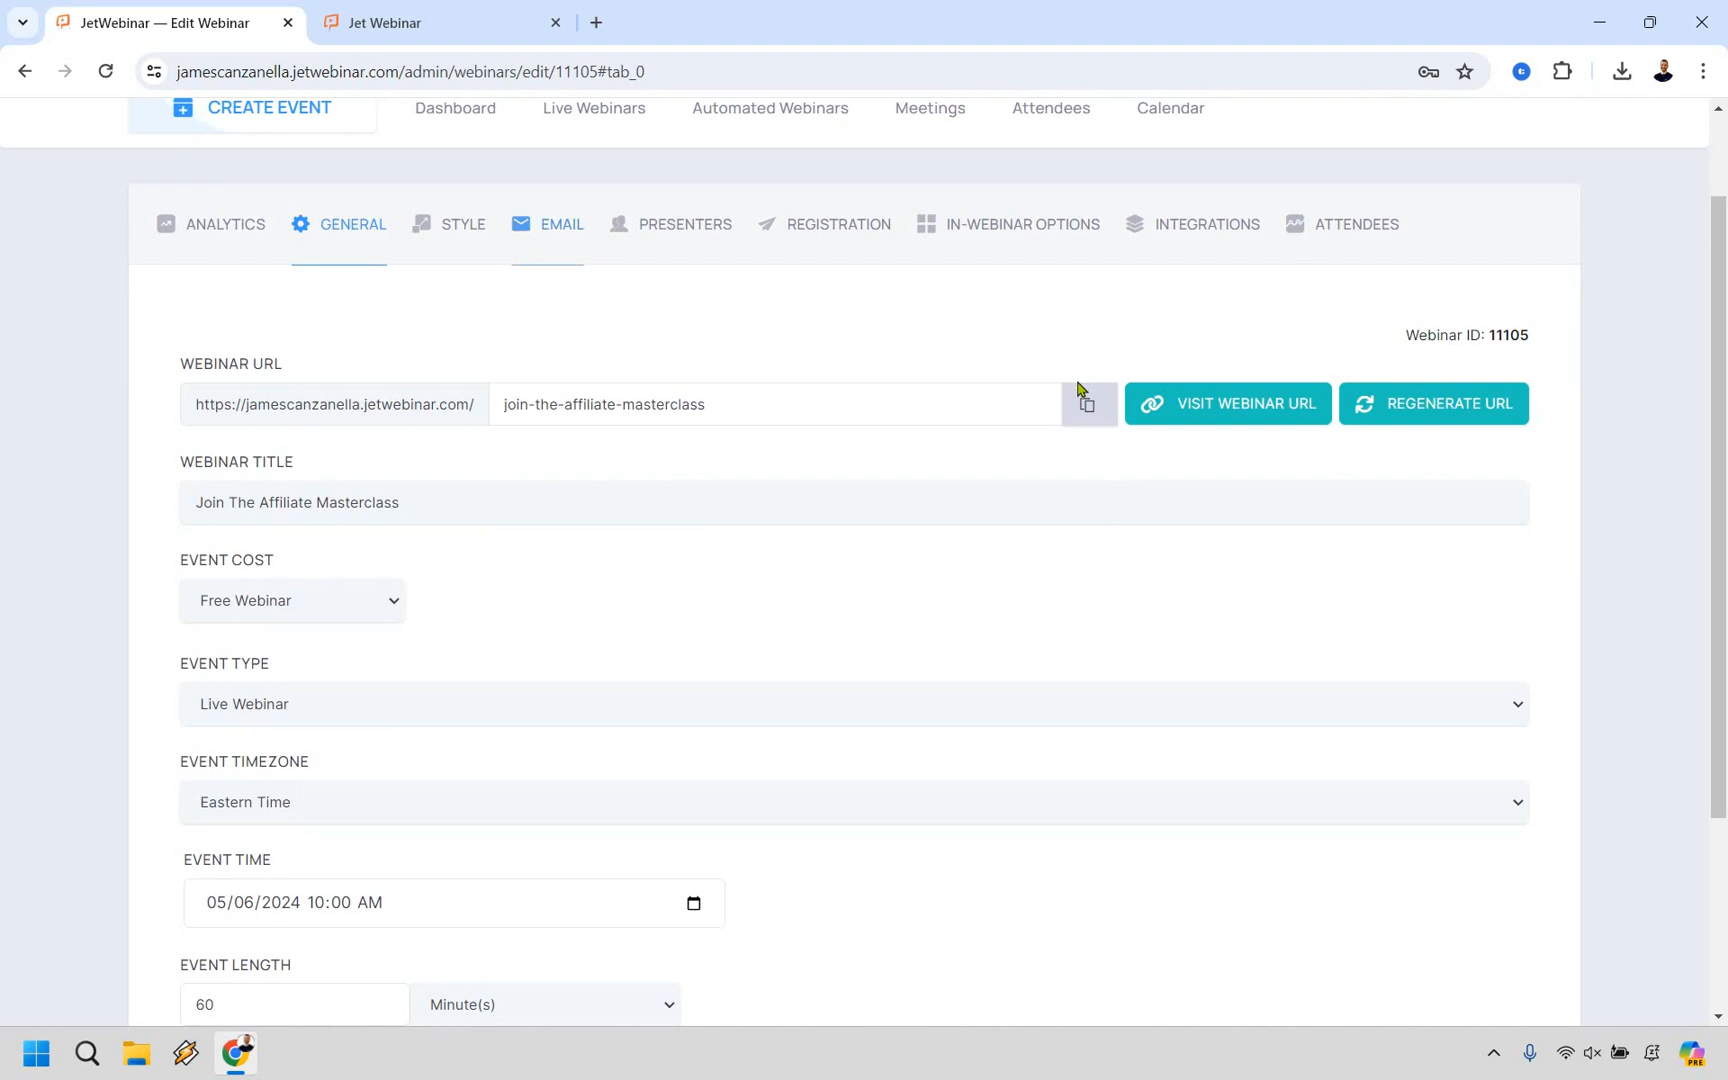 JetWebinar — Edit Webinar
Jet Webinar
jamescanzanella.jetwebinar.com/admin/webinars/edit/11105#tab_0
CREATE EVENT
Dashboard
Live Webinars
Automated Webinars
Meetings
Attendees
Calendar
ANALYTICS
GENERAL
STYLE
EMAIL
PRESENTERS
REGISTRATION
IN-WEBINAR OPTIONS
INTEGRATIONS
ATTENDEES
Webinar ID: 11105
WEBINAR URL
https://jamescanzanella.jetwebinar.com/
join-the-affiliate-masterclass
VISIT WEBINAR URL
REGENERATE URL
WEBINAR TITLE
Join The Affiliate Masterclass
EVENT COST
Free Webinar
EVENT TYPE
Live Webinar
EVENT TIMEZONE
Eastern Time
EVENT TIME
05/06/2024 10:00 AM
EVENT LENGTH
60
Minute(s)
PRE